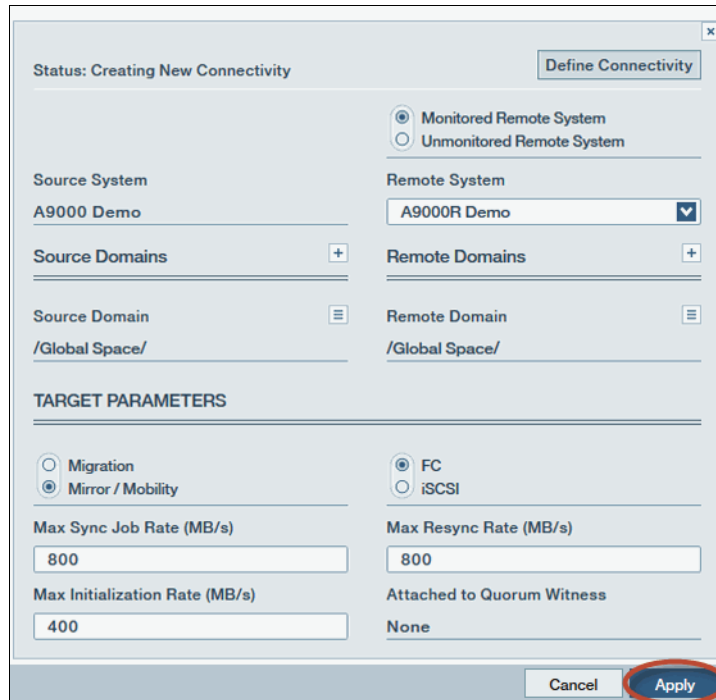 Status: Creating New Connectivity
Define Connectivity
Monitored Remote System
Unmonitored Remote System
Source System
Remote System
A9000 Demo
A9000R Demo
Source Domains
Remote Domains
Source Domain
Remote Domain
/Global Space/
/Global Space/
TARGET PARAMETERS
Migration
FC
Mirror / Mobility
iSCSI
Max Sync Job Rate (MB/s)
Max Resync Rate (MB/s)
800
800
Max Initialization Rate (MB/s)
Attached to Quorum Witness
400
None
Cancel
Apply